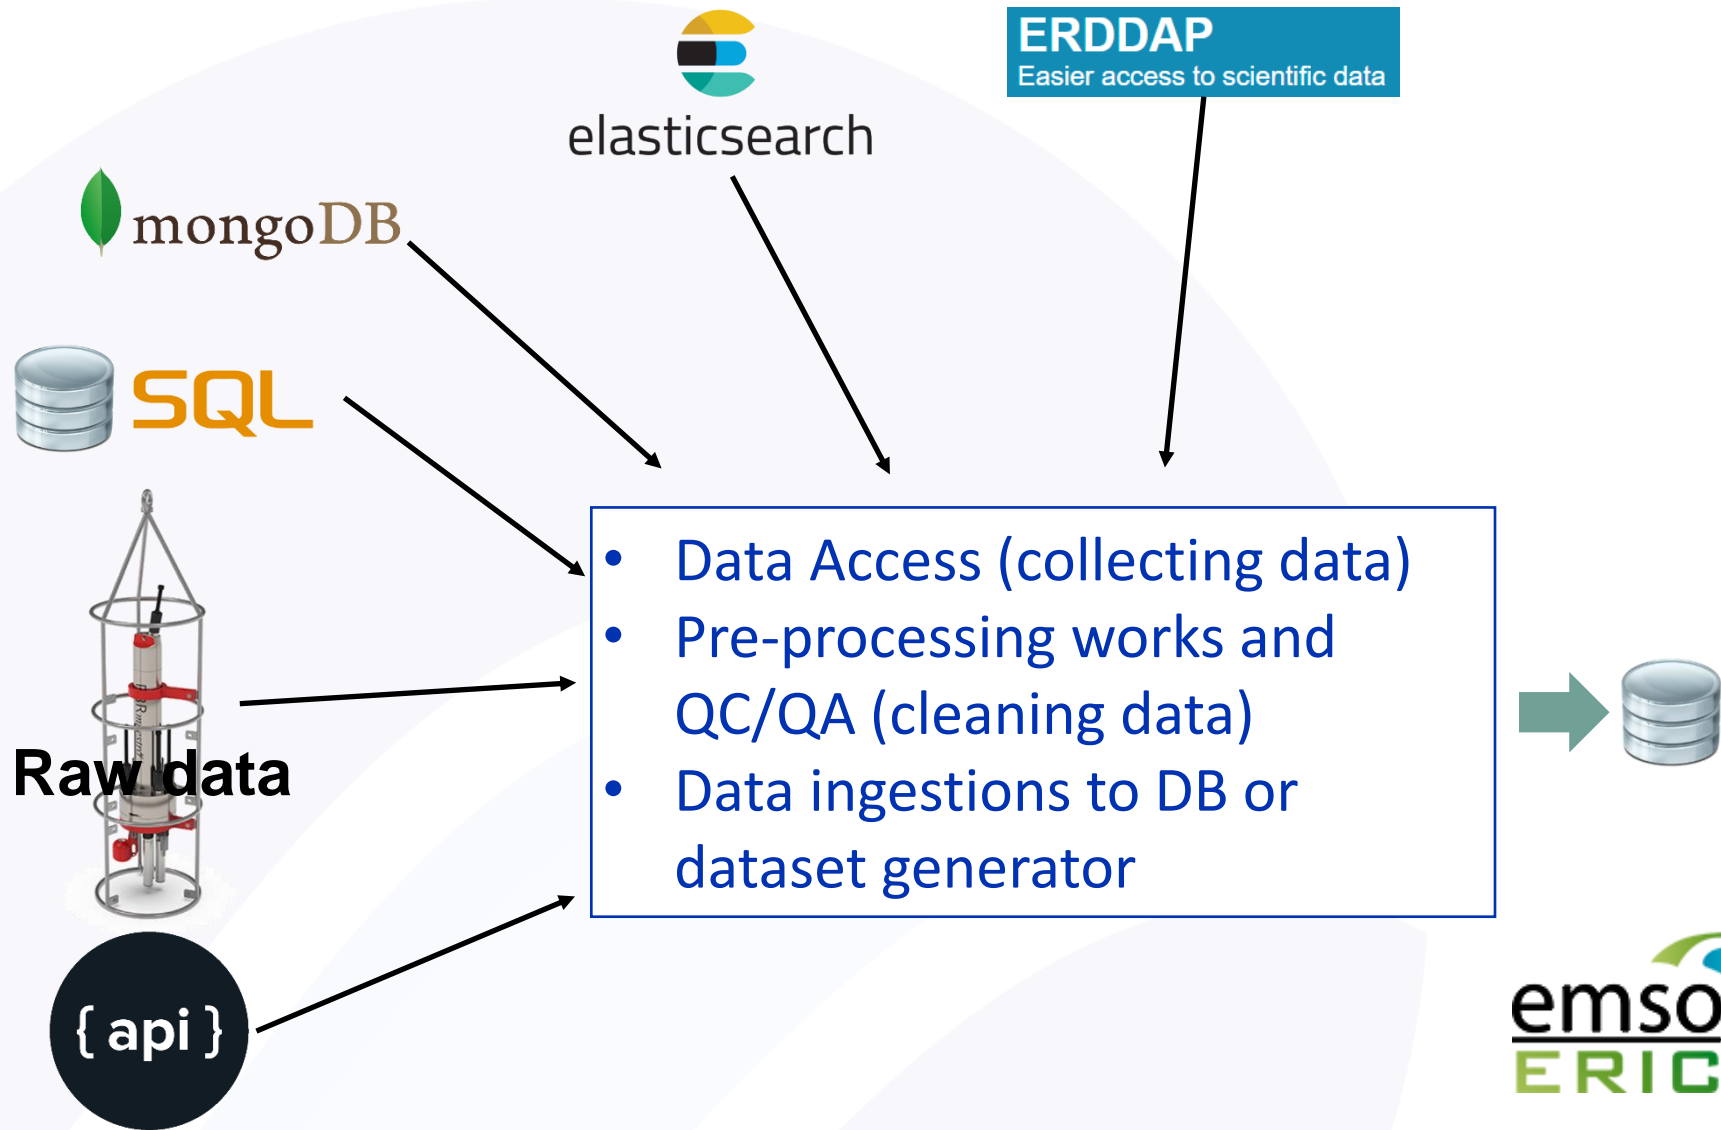 ERDDAP
Easier access to scientific data
elasticsearch
mongoDB
SQL
• Data Access (collecting data)
• Pre-processing works and
QC/QA (cleaning data)
• Data ingestions to DB or
dataset generator
Raw data
{ api }
emso
ERIC